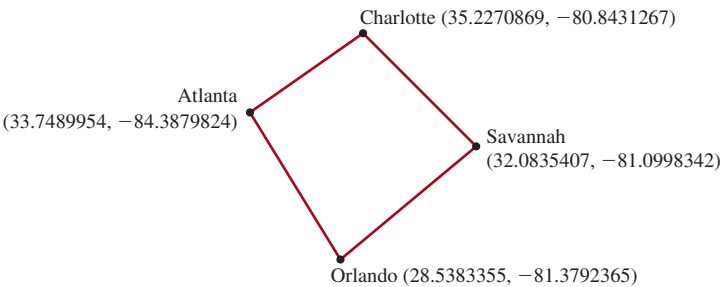 Charlotte (35.2270869, −80.8431267)
Atlanta
(33.7489954, −84.3879824)
Savannah
(32.0835407, −81.0998342)
Orlando (28.5383355, −81.3792365)